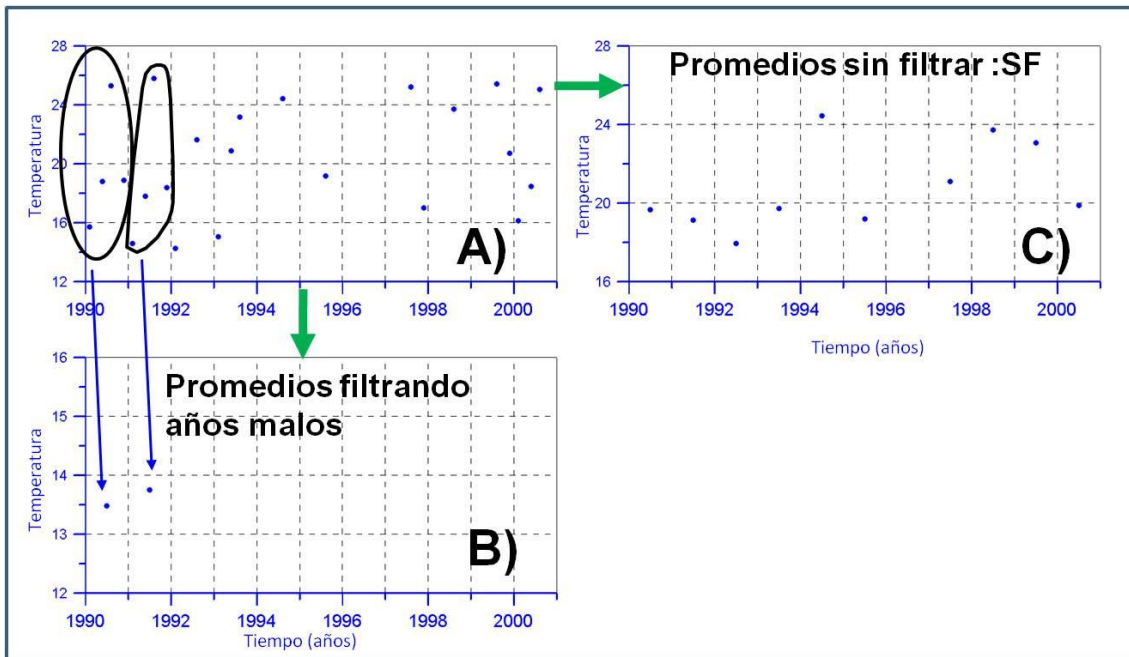 28
24
20
16
12
Temperatura
A)
1990
1992
1994
1996
1998
2000
Promedios sin filtrar :SF
28
24
20
16
Temperatura
C)
1990
1992
1994
1996
1998
2000
Tiempo (años)
Promedios filtrando
años malos
16
15
14
13
12
Temperatura
B)
1990
1992
1994
1996
1998
2000
Tiempo (años)